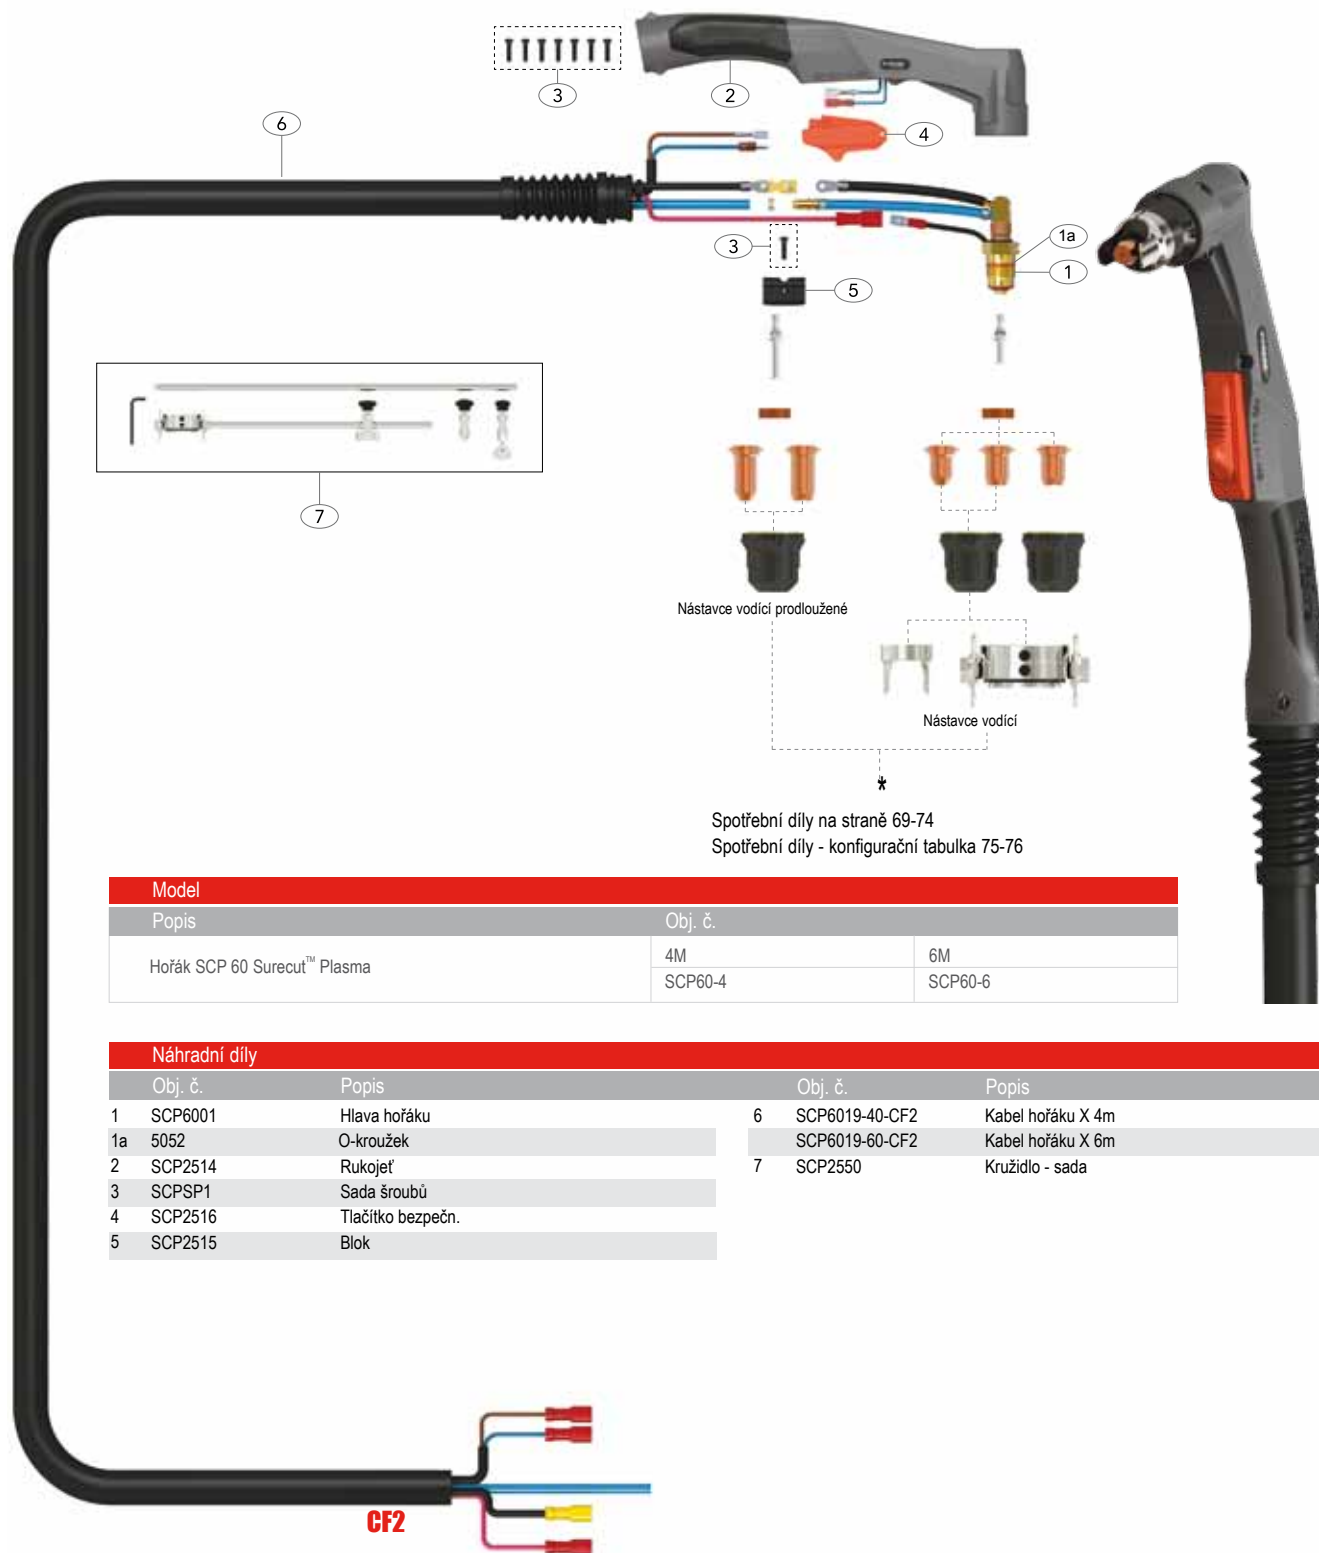 3
2
6
4
1a
3
1
5
7
Nástavce vodící prodloužené
Nástavce vodící
*
Spotřební díly na straně 69-74
Spotřební díly - konfigurační tabulka 75-76
Model
Popis Obj. č.
Hořák SCP 60 Surecut™ Plasma
4M 6M
SCP60-4 SCP60-6
Náhradní díly
Obj. č. Popis Obj. č. Popis
1 SCP6001 Hlava hořáku 6 SCP6019-40-CF2 Kabel hořáku X 4m
1a 5052 O-kroužek SCP6019-60-CF2 Kabel hořáku X 6m
2 SCP2514 Rukojeť 7 SCP2550 Kružidlo - sada
3 SCPSP1 Sada šroubů
4 SCP2516 Tlačítko bezpečn.
5 SCP2515 Blok
CF2